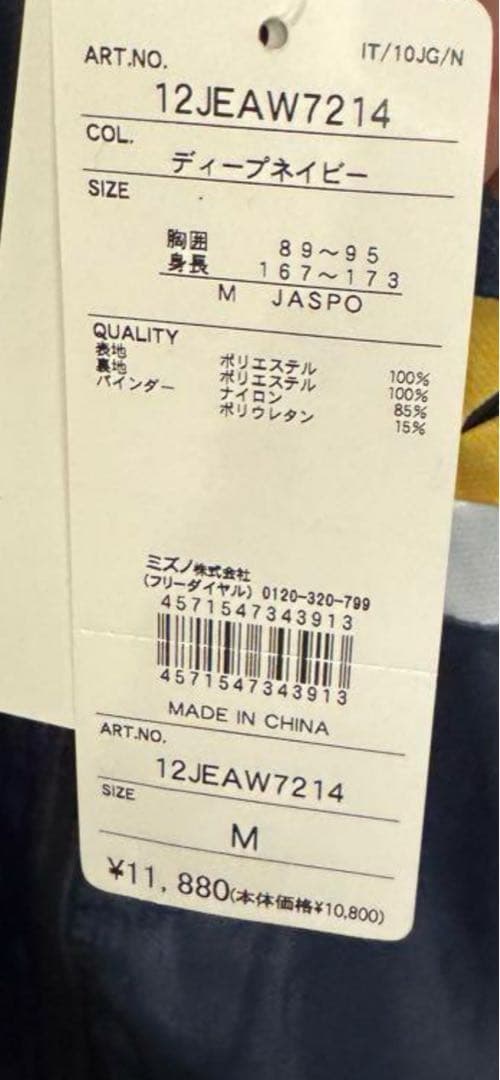 IT/10JG/N
ART.NO.
12JEAW7214
COL.
ディープネイビー
SIZE
胸囲 89～95
身長 167～173
M JASPO
QUALITY
表地 ポリエステル 100%
裏地 ポリエステル 100%
バインダー ナイロン 85%
ポリウレタン 15%
ミズノ株式会社
(フリーダイヤル) 0120-320-799
4571547343913
4571547343913
MADE IN CHINA
ART.NO.
12JEAW7214
SIZE
M
¥11,880(本体価格¥10,800)